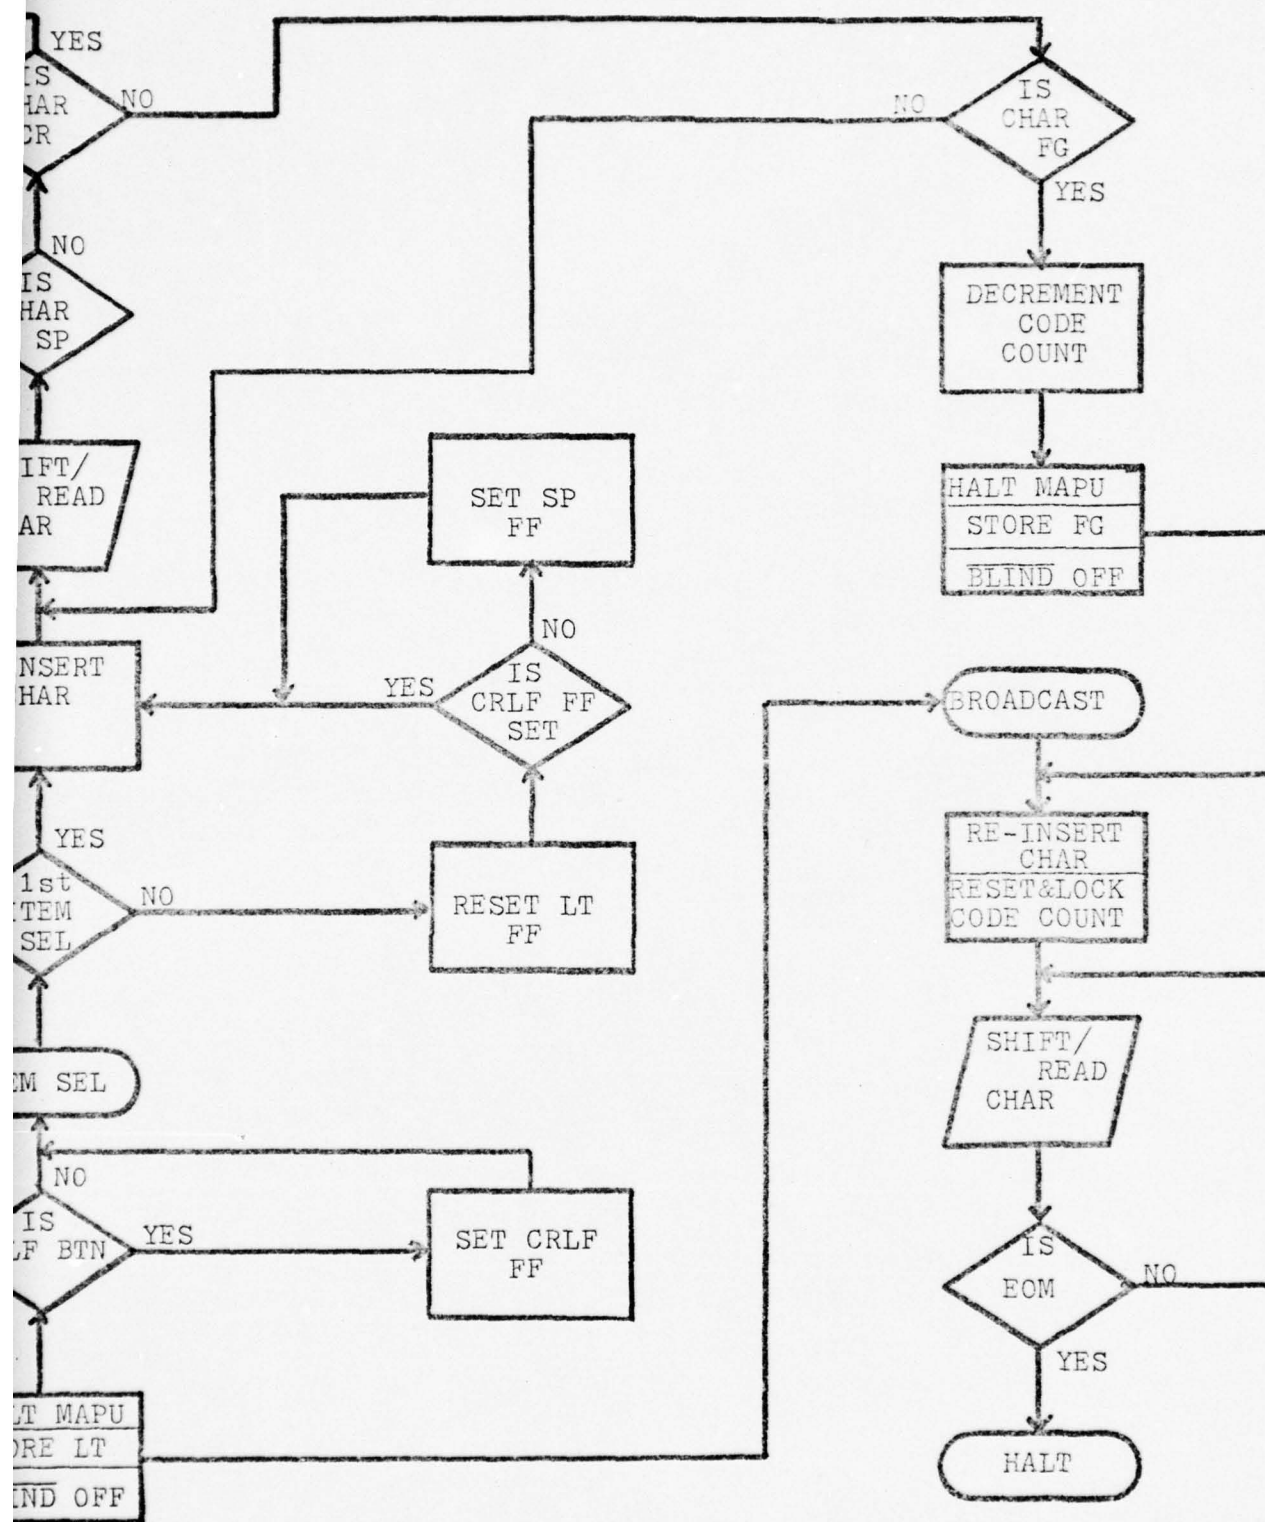 YES
IS
HAR
CR
NO
NO
IS
CHAR
FG
YES
NO
IS
HAR
SP
DECREMENT
CODE
COUNT
IFT/
READ
AR
SET SP
FF
HALT MAPU
STORE FG
BLIND OFF
NO
NSERT
HAR
YES
IS
CRLF FF
SET
BROADCAST
YES
1st
TEM
SEL
NO
RESET LT
FF
RE-INSERT
CHAR
RESET&LOCK
CODE COUNT
SHIFT/
READ
CHAR
EM SEL
NO
IS
LF BTN
YES
SET CRLF
FF
IS
EOM
NO
YES
LT MAPU
ORE LT
IND OFF
HALT